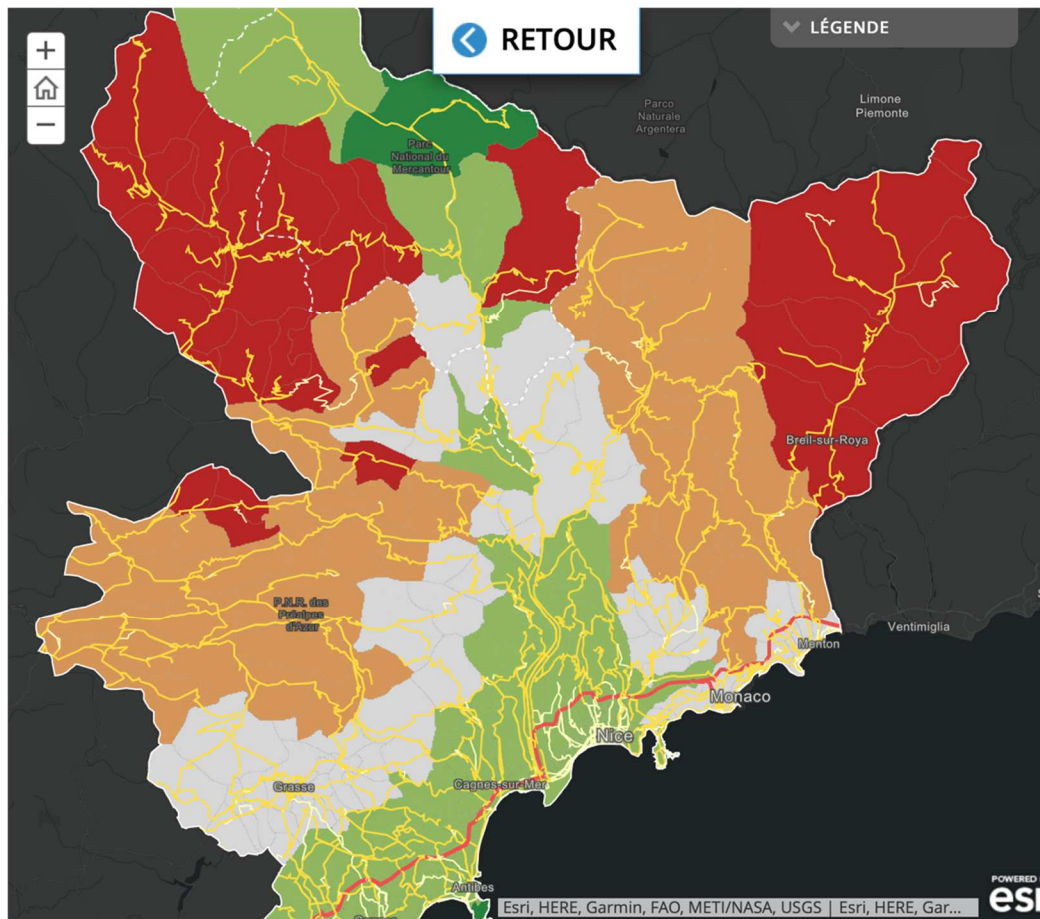 +
−
RETOUR
LÉGENDE
Limone
Piemonte
Parco
Naturale
Argentera
Parc
National du
Mercantour
Breil-sur-Roya
P.N.R. des
Préalpes
d'Azur
Ventimiglia
Menton
Monaco
Nice
Grasse
Cagnes-sur-Mer
Antibes
POWERED
Esri, HERE, Garmin, FAO, METI/NASA, USGS | Esri, HERE, Gar...